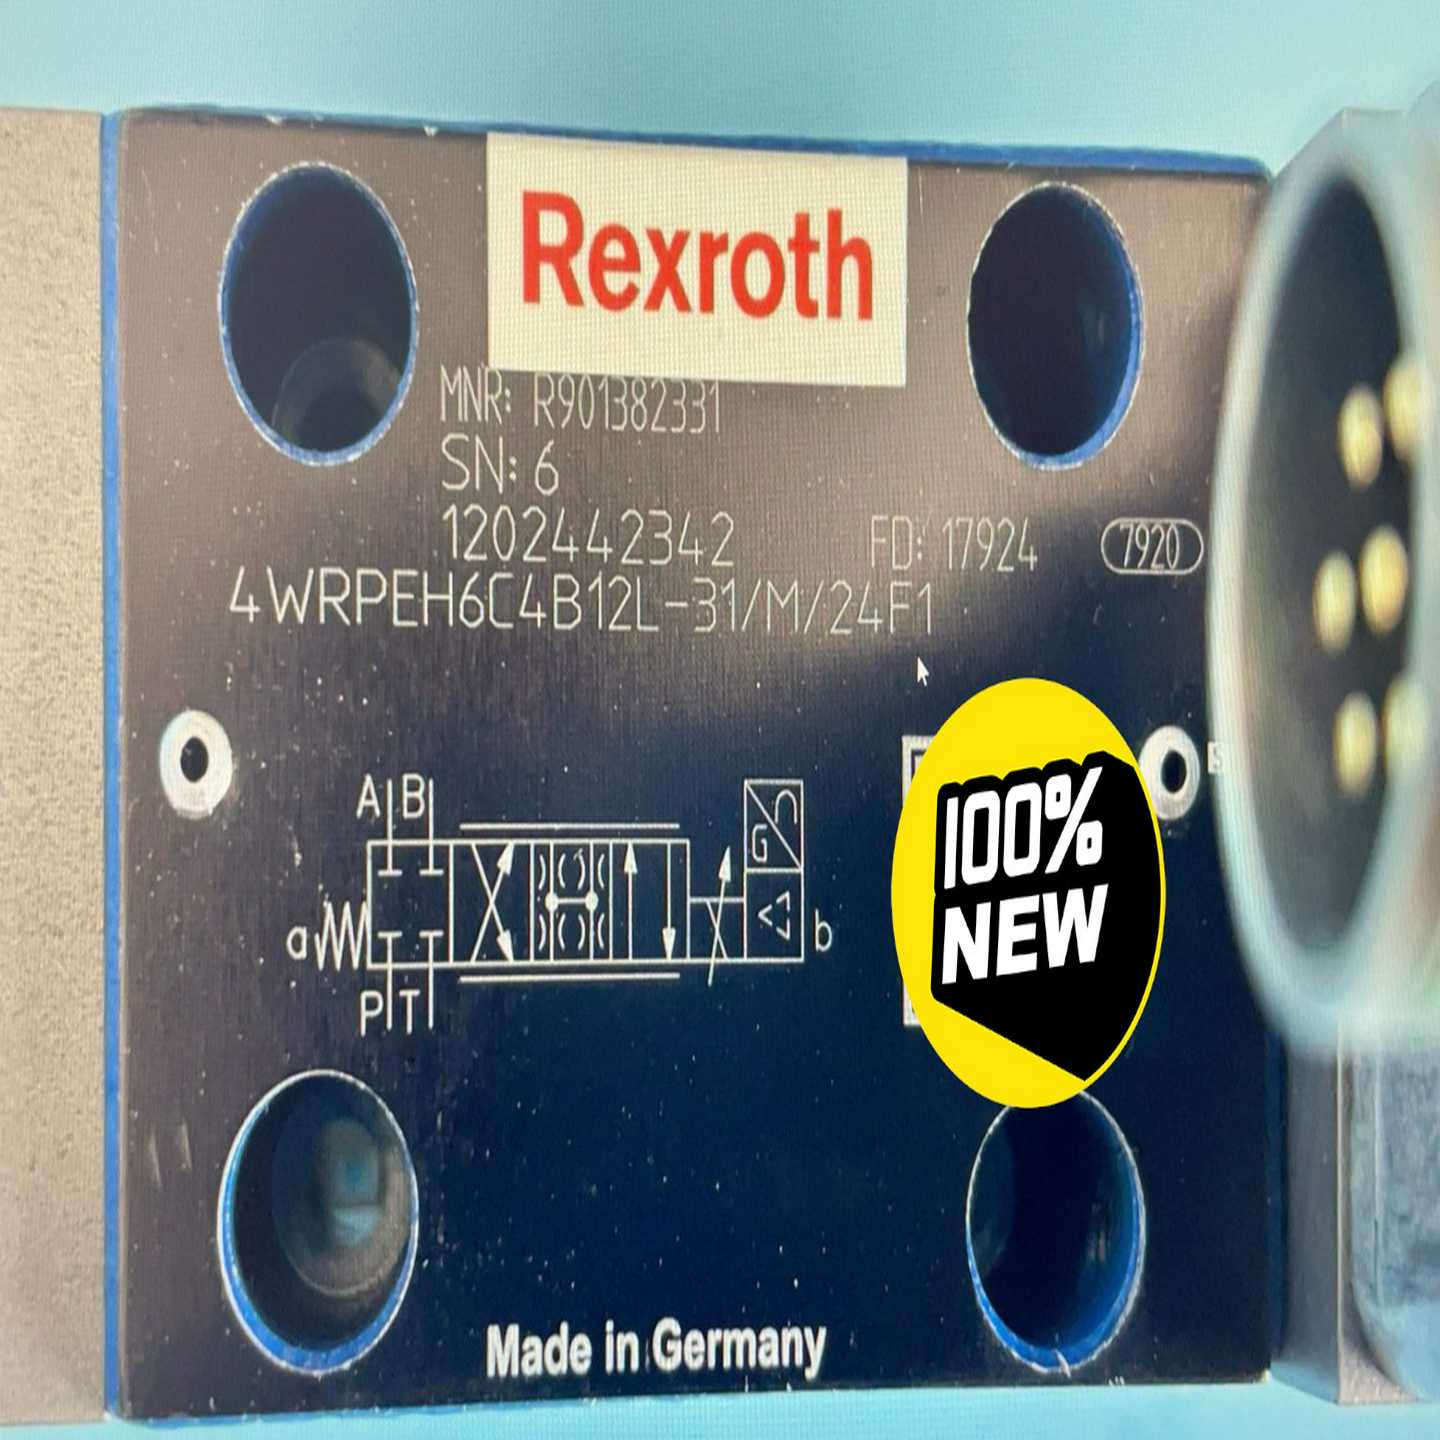 Rexroth
MNR: R901382331
SN: 6
1202442342 FD: 17924 7920
4WRPEH6C4B12L-31/M/24F1
A B
G
a
b
P T
100%
NEW
Made in Germany